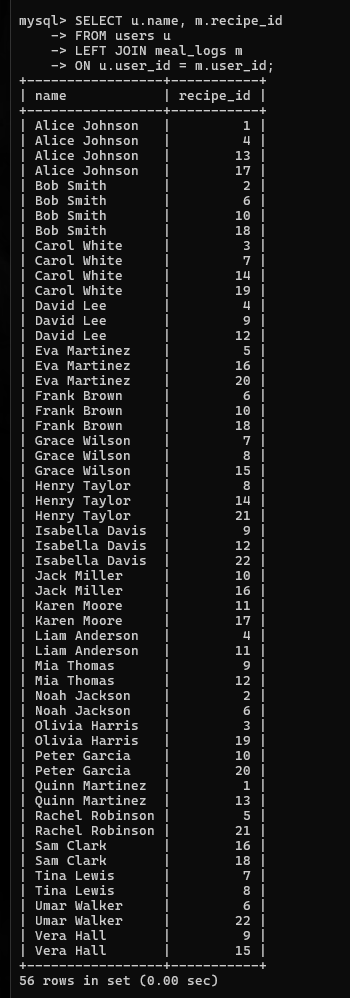 mysql> SELECT u.name, m.recipe_id
    -> FROM users u
    -> LEFT JOIN meal_logs m
    -> ON u.user_id = m.user_id;
+-----------------+-----------+
| name            | recipe_id |
+-----------------+-----------+
| Alice Johnson   |         1 |
| Alice Johnson   |         4 |
| Alice Johnson   |        13 |
| Alice Johnson   |        17 |
| Bob Smith       |         2 |
| Bob Smith       |         6 |
| Bob Smith       |        10 |
| Bob Smith       |        18 |
| Carol White     |         3 |
| Carol White     |         7 |
| Carol White     |        14 |
| Carol White     |        19 |
| David Lee       |         4 |
| David Lee       |         9 |
| David Lee       |        12 |
| Eva Martinez    |         5 |
| Eva Martinez    |        16 |
| Eva Martinez    |        20 |
| Frank Brown     |         6 |
| Frank Brown     |        10 |
| Frank Brown     |        18 |
| Grace Wilson    |         7 |
| Grace Wilson    |         8 |
| Grace Wilson    |        15 |
| Henry Taylor    |         8 |
| Henry Taylor    |        14 |
| Henry Taylor    |        21 |
| Isabella Davis  |         9 |
| Isabella Davis  |        12 |
| Isabella Davis  |        22 |
| Jack Miller     |        10 |
| Jack Miller     |        16 |
| Karen Moore     |        11 |
| Karen Moore     |        17 |
| Liam Anderson   |         4 |
| Liam Anderson   |        11 |
| Mia Thomas      |         9 |
| Mia Thomas      |        12 |
| Noah Jackson    |         2 |
| Noah Jackson    |         6 |
| Olivia Harris   |         3 |
| Olivia Harris   |        19 |
| Peter Garcia    |        10 |
| Peter Garcia    |        20 |
| Quinn Martinez  |         1 |
| Quinn Martinez  |        13 |
| Rachel Robinson |         5 |
| Rachel Robinson |        21 |
| Sam Clark       |        16 |
| Sam Clark       |        18 |
| Tina Lewis      |         7 |
| Tina Lewis      |         8 |
| Umar Walker     |         6 |
| Umar Walker     |        22 |
| Vera Hall       |         9 |
| Vera Hall       |        15 |
+-----------------+-----------+
56 rows in set (0.00 sec)